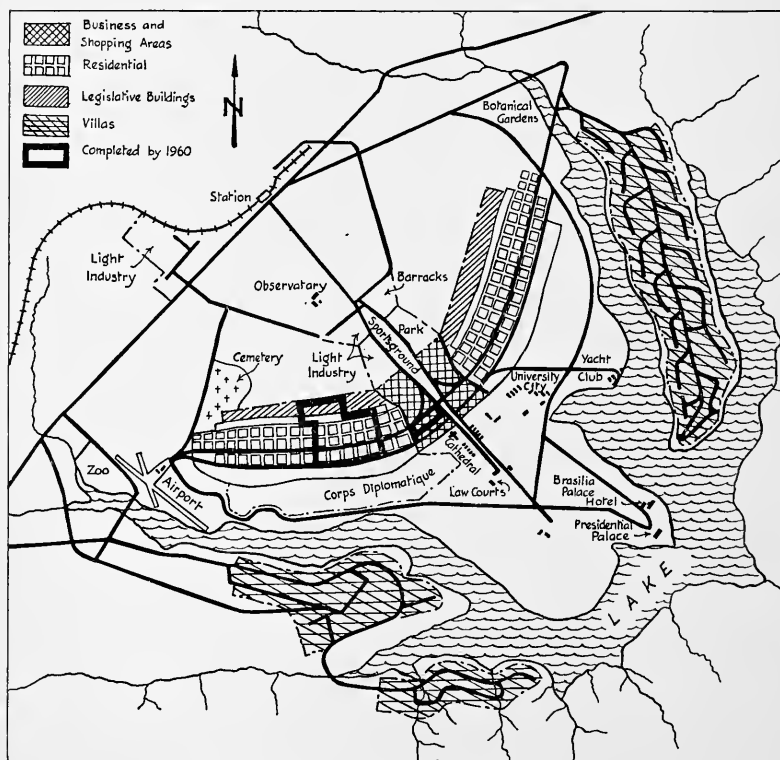 Business and
Shopping Areas
Residential
Legislative Buildings
Villas
Completed by 1960
N
Botanical
Gardens
Station
Light
Industry
Observatary
Barracks
Park
Sportsground
Cemetery
Light
Industry
Yacht
Club
University
City
Cathedral
Zoo
Airport
Corps Diplomatique
Law Courts
Brasilia
Palace
Hotel
Presidential
Palace
LAKE